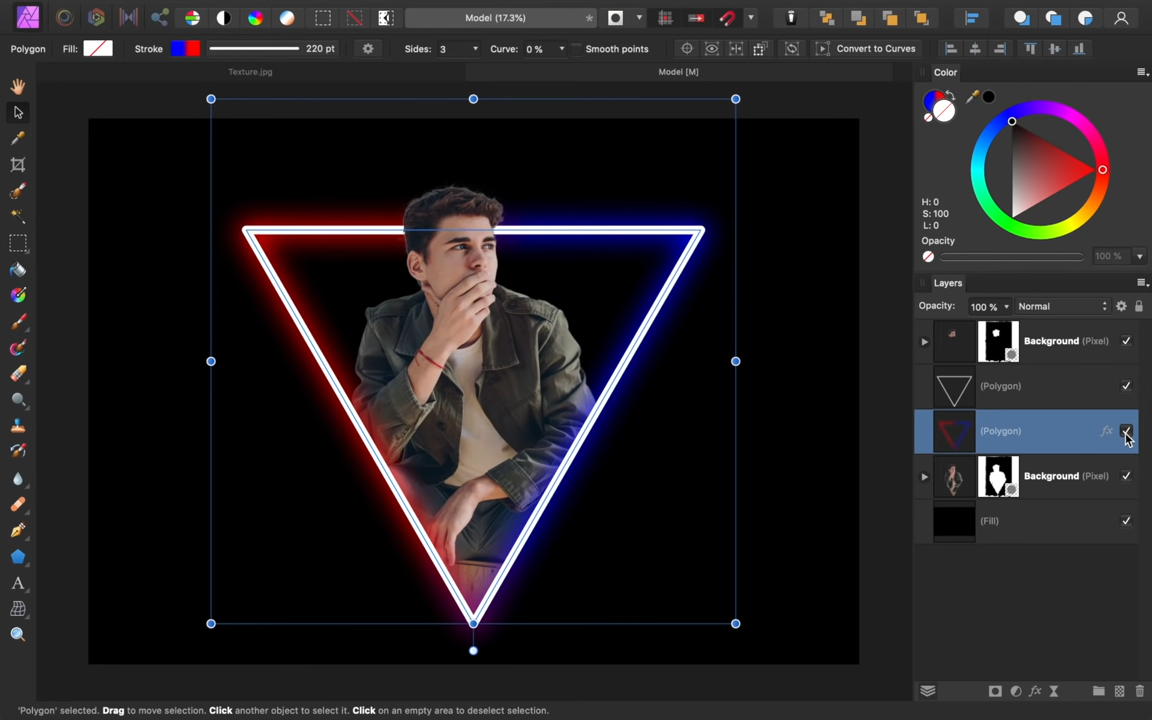 Model (17.3%)
*
Polygon
Fill:
Stroke
220 pt
Sides:
3
Curve:
0 %
Smooth points
Convert to Curves
Texture.jpg
Model [M]
Color
H: 0
S: 100
L: 0
Opacity
100 %
Layers
Opacity:
100 %
Normal
Background (Pixel)
(Polygon)
(Polygon)
fx
Background (Pixel)
(Fill)
A
fx
'Polygon' selected. Drag to move selection. Click another object to select it. Click on an empty area to deselect selection.